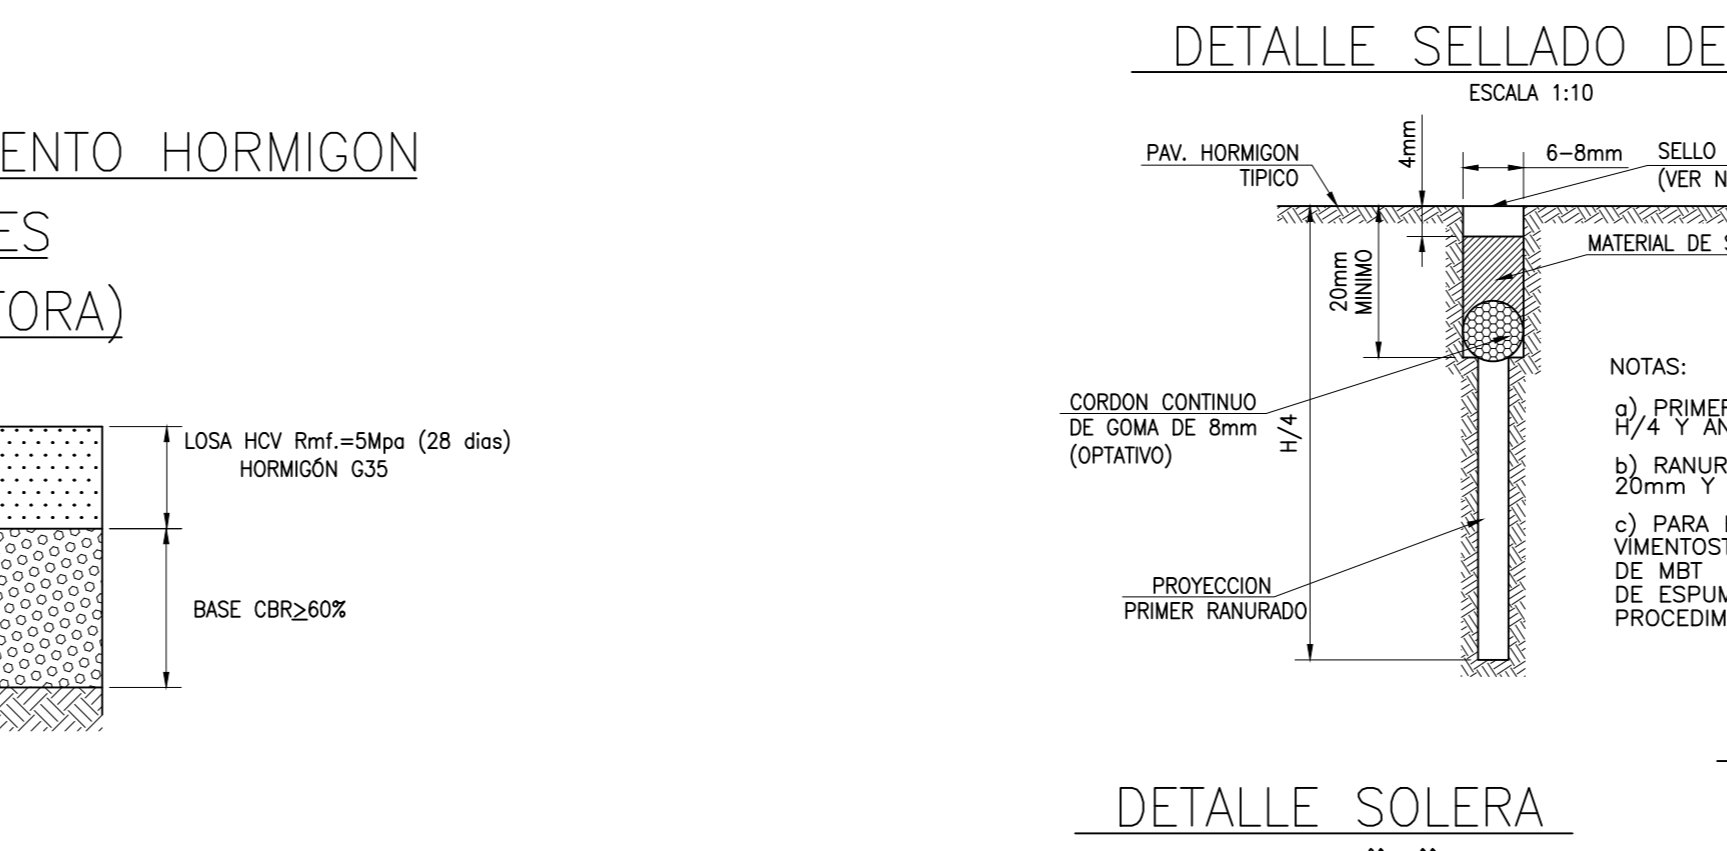 ENTO HORMIGON
ES
TORA)
LOSA HCV Rmf.=5Mpa (28 dias)
HORMIGÓN G35
BASE CBR≥60%
DETALLE SELLADO DE
ESCALA 1:10
PAV. HORMIGON
TIPICO
4mm
6-8mm
SELLO
(VER N
MATERIAL DE S
20mm
MINIMO
CORDON CONTINUO
DE GOMA DE 8mm
(OPTATIVO)
H/4
PROYECCION
PRIMER RANURADO
NOTAS:
a) PRIMER
H/4 Y AN
b) RANUR
20mm Y
c) PARA
VIMENTOST
DE MBT
DE ESPUM
PROCEDIM
DETALLE SOLERA